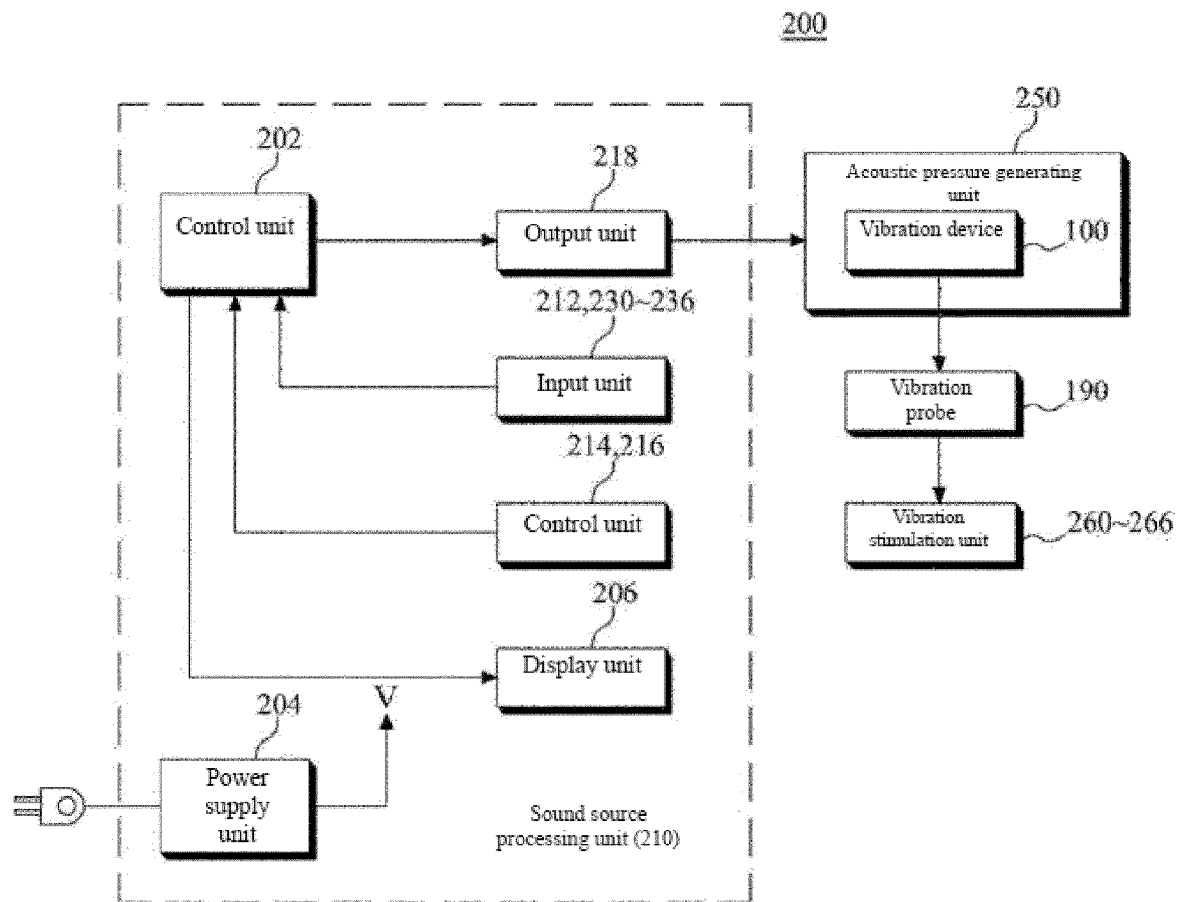 200
202
218
250
Acoustic pressure generating
unit
Control unit
Output unit
Vibration device
100
212,230~236
Input unit
Vibration
probe
190
214,216
Control unit
Vibration
stimulation unit
260~266
206
Display unit
V
204
Power
supply
unit
Sound source
processing unit (210)